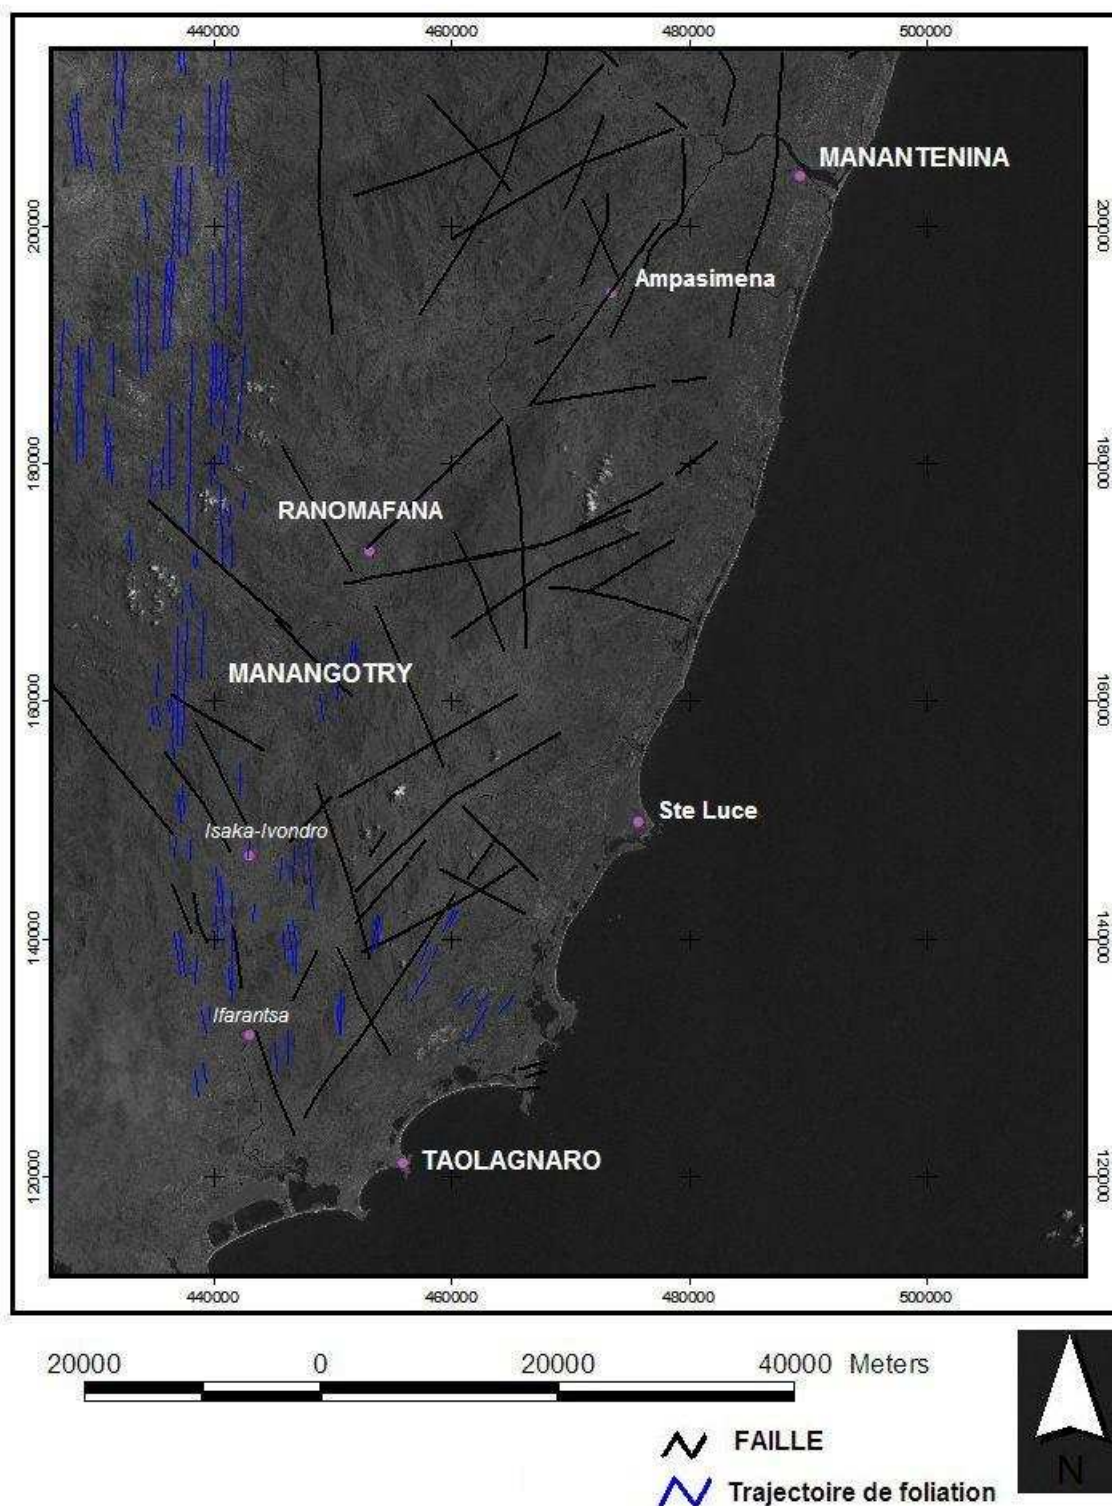 440000 460000 480000 500000
MANANTENINA
200000 200000
Ampasimena
180000 180000
RANOMAFANA
MANANGOTRY
160000 160000
Ste Luce
Isaka-Ivondro
140000 140000
Ifarantsa
TAOLAGNARO
120000 120000
440000 460000 480000 500000
20000 0 20000 40000 Meters
FAILLE
N
Trajectoire de foliation